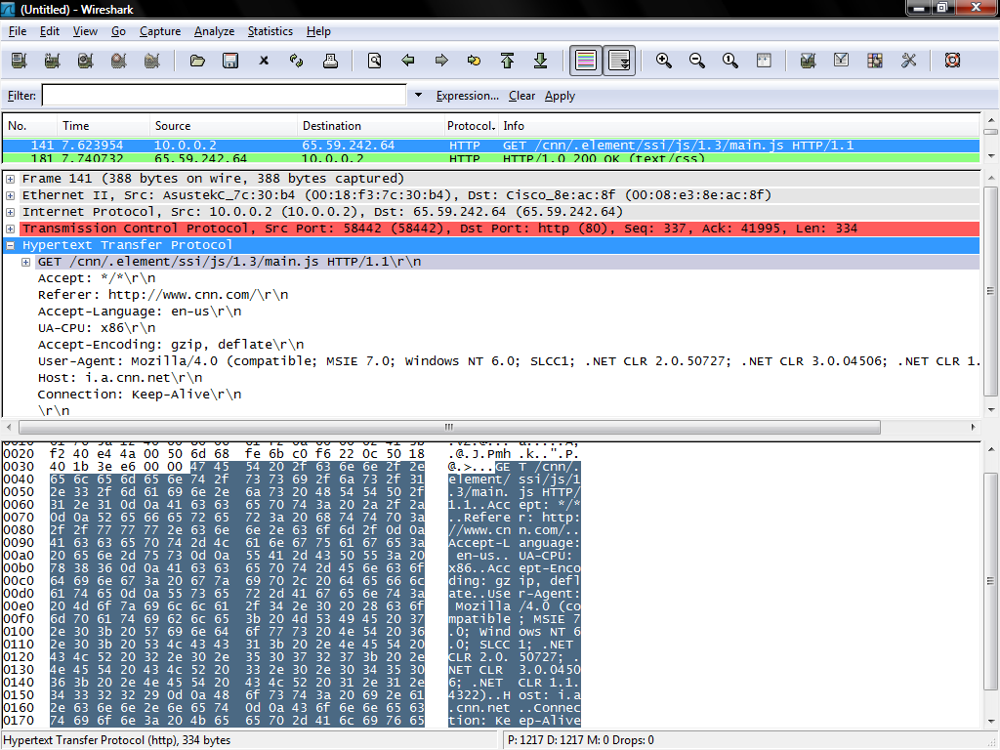 (Untitled) - Wireshark
File Edit View Go Capture Analyze Statistics Help
Filter: Expression... Clear Apply
No. Time Source Destination Protocol. Info
141 7.623954 10.0.0.2 65.59.242.64 HTTP GET /cnn/.element/ssi/js/1.3/main.js HTTP/1.1
181 7.740732 65.59.242.64 10.0.0.2 HTTP HTTP/1.0 200 OK (text/css)
Frame 141 (388 bytes on wire, 388 bytes captured)
Ethernet II, Src: AsustekC_7c:30:b4 (00:18:f3:7c:30:b4), Dst: Cisco_8e:ac:8f (00:08:e3:8e:ac:8f)
Internet Protocol, Src: 10.0.0.2 (10.0.0.2), Dst: 65.59.242.64 (65.59.242.64)
Transmission Control Protocol, Src Port: 58442 (58442), Dst Port: http (80), Seq: 337, Ack: 41995, Len: 334
Hypertext Transfer Protocol
GET /cnn/.element/ssi/js/1.3/main.js HTTP/1.1\r\n
Accept: */*\r\n
Referer: http://www.cnn.com/\r\n
Accept-Language: en-us\r\n
UA-CPU: x86\r\n
Accept-Encoding: gzip, deflate\r\n
User-Agent: Mozilla/4.0 (compatible; MSIE 7.0; Windows NT 6.0; SLCC1; .NET CLR 2.0.50727; .NET CLR 3.0.04506; .NET CLR 1.
Host: i.a.cnn.net\r\n
Connection: Keep-Alive\r\n
\r\n
0020 f2 40 e4 4a 00 50 6d 68 fe 6b c0 f6 22 0c 50 18 .@.J.Pmh .k..".P.
0030 40 1b 3e e6 00 00 47 45 54 20 2f 63 6e 6e 2f 2e @.>...GE T /cnn/.
0040 65 6c 65 6d 65 6e 74 2f 73 73 69 2f 6a 73 2f 31 element/ ssi/js/1
0050 2e 33 2f 6d 61 69 6e 2e 6a 73 20 48 54 54 50 2f .3/main. js HTTP/
0060 31 2e 31 0d 0a 41 63 63 65 70 74 3a 20 2a 2f 2a 1.1..Acc ept: */*
0070 0d 0a 52 65 66 65 72 65 72 3a 20 68 74 74 70 3a ..Refere r: http:
0080 2f 2f 77 77 77 2e 63 6e 6e 2e 63 6f 6d 2f 0d 0a //www.cn n.com/..
0090 41 63 63 65 70 74 2d 4c 61 6e 67 75 61 67 65 3a Accept-L anguage:
00a0 20 65 6e 2d 75 73 0d 0a 55 41 2d 43 50 55 3a 20 en-us.. UA-CPU:
00b0 78 38 36 0d 0a 41 63 63 65 70 74 2d 45 6e 63 6f x86..Acc ept-Enco
00c0 64 69 6e 67 3a 20 67 7a 69 70 2c 20 64 65 66 6c ding: gz ip, defl
00d0 61 74 65 0d 0a 55 73 65 72 2d 41 67 65 6e 74 3a ate..Use r-Agent:
00e0 20 4d 6f 7a 69 6c 6c 61 2f 34 2e 30 20 28 63 6f Mozilla /4.0 (co
00f0 6d 70 61 74 69 62 6c 65 3b 20 4d 53 49 45 20 37 mpatible ; MSIE 7
0100 2e 30 3b 20 57 69 6e 64 6f 77 73 20 4e 54 20 36 .0; Wind ows NT 6
0110 2e 30 3b 20 53 4c 43 43 31 3b 20 2e 4e 45 54 20 .0; SLCC 1; .NET
0120 43 4c 52 20 32 2e 30 2e 35 30 37 32 37 3b 20 2e CLR 2.0. 50727; .
0130 4e 45 54 20 43 4c 52 20 33 2e 30 2e 30 34 35 30 NET CLR 3.0.0450
0140 36 3b 20 2e 4e 45 54 20 43 4c 52 20 31 2e 31 2e 6; .NET CLR 1.1.
0150 34 33 32 32 29 0d 0a 48 6f 73 74 3a 20 69 2e 61 4322)..H ost: i.a
0160 2e 63 6e 6e 2e 6e 65 74 0d 0a 43 6f 6e 6e 65 63 .cnn.net ..Connec
0170 74 69 6f 6e 3a 20 4b 65 65 70 2d 41 6c 69 76 65 tion: Ke ep-Alive
Hypertext Transfer Protocol (http), 334 bytes P: 1217 D: 1217 M: 0 Drops: 0